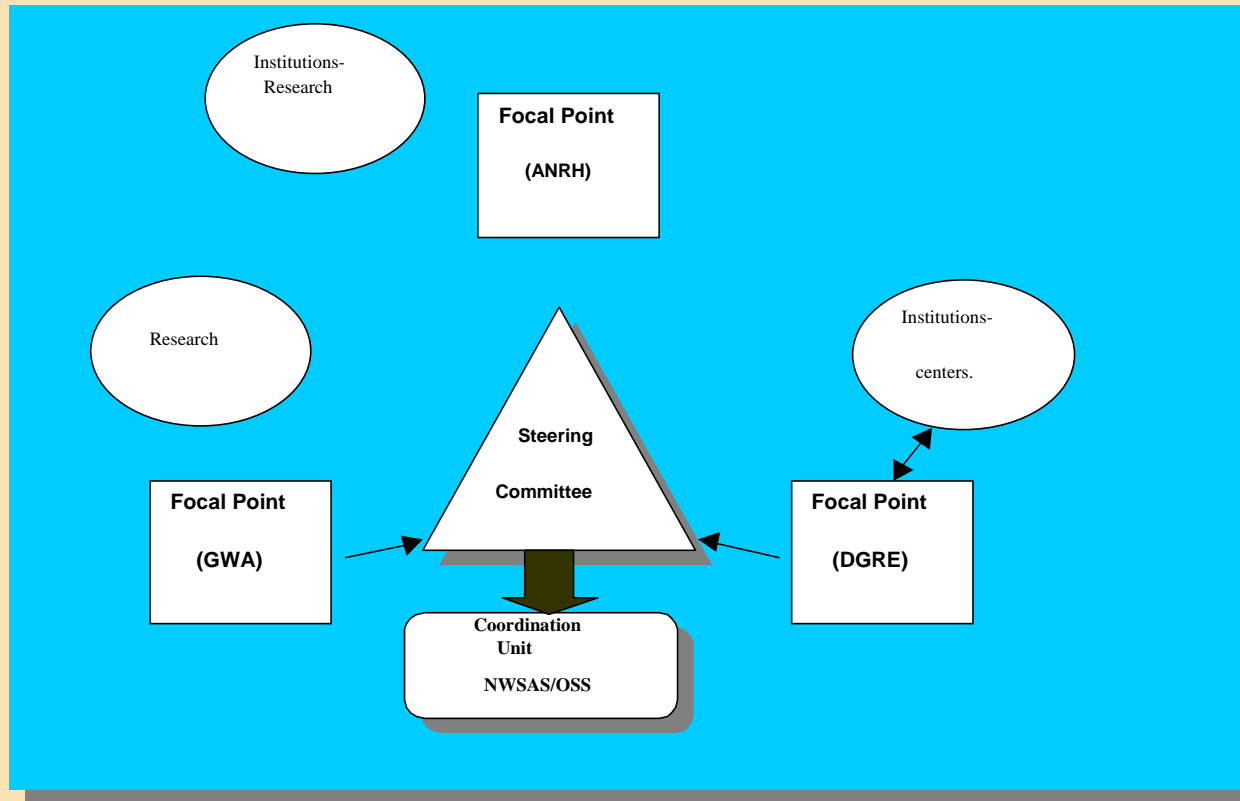 Institutions-
Research
Focal Point
(ANRH)
Research
Institutions-
centers.
Steering
Committee
Focal Point
(GWA)
Focal Point
(DGRE)
Coordination
Unit
NWSAS/OSS